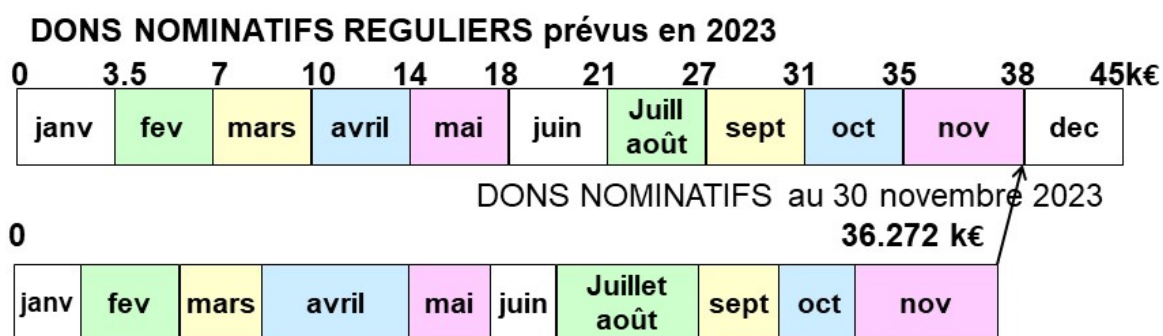 DONS NOMINATIFS REGULIERS prévus en 2023
0 3.5 7 10 14 18 21 27 31 35 38 45k€
janv fev mars avril mai juin Juill août sept oct nov dec
DONS NOMINATIFS au 30 novembre 2023
0 36.272 k€
janv fev mars avril mai juin Juillet août sept oct nov